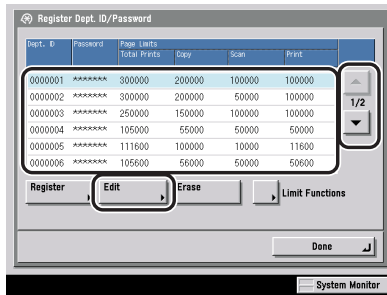 Register Dept. ID/Password
Dept. ID Password Page Limits
Total Prints Copy Scan Print
0000001 ******* 300000 200000 100000 100000
0000002 ******* 300000 200000 50000 100000
0000003 ******* 250000 150000 100000 100000
0000004 ******* 105000 55000 50000 50000
0000005 ******* 111600 100000 10000 11600
0000006 ******* 105600 56000 50000 50600
1/2
Register Edit Erase Limit Functions
Done
System Monitor